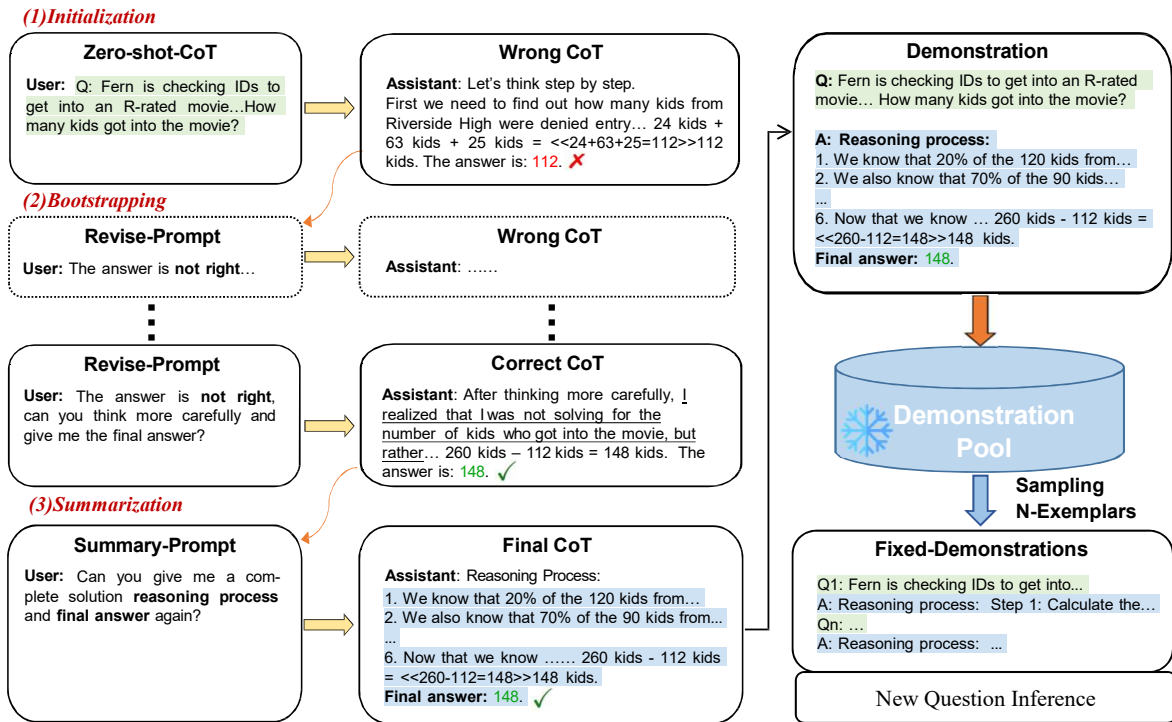 (1)Initialization
Zero-shot-CoT
User: Q: Fern is checking IDs to
get into an R-rated movie…How
many kids got into the movie?
Wrong CoT
Assistant: Let's think step by step.
First we need to find out how many kids from
Riverside High were denied entry… 24 kids +
63 kids + 25 kids = <<24+63+25=112>>112
kids. The answer is: 112. ✗
(2)Bootstrapping
Revise-Prompt
User: The answer is not right…
Wrong CoT
Assistant: ……
Revise-Prompt
User: The answer is not right,
can you think more carefully and
give me the final answer?
Correct CoT
Assistant: After thinking more carefully, I
realized that I was not solving for the
number of kids who got into the movie, but
rather… 260 kids – 112 kids = 148 kids. The
answer is: 148. ✓
(3)Summarization
Summary-Prompt
User: Can you give me a com-
plete solution reasoning process
and final answer again?
Final CoT
Assistant: Reasoning Process:
1. We know that 20% of the 120 kids from…
2. We also know that 70% of the 90 kids from...
...
6. Now that we know …… 260 kids - 112 kids
= <<260-112=148>>148 kids.
Final answer: 148. ✓
Demonstration
Q: Fern is checking IDs to get into an R-rated
movie… How many kids got into the movie?
A: Reasoning process:
1. We know that 20% of the 120 kids from…
2. We also know that 70% of the 90 kids…
...
6. Now that we know … 260 kids - 112 kids =
<<260-112=148>>148 kids.
Final answer: 148.
Demonstration
Pool
Sampling
N-Exemplars
Fixed-Demonstrations
Q1: Fern is checking IDs to get into...
A: Reasoning process: Step 1: Calculate the…
Qn: …
A: Reasoning process: ...
New Question Inference